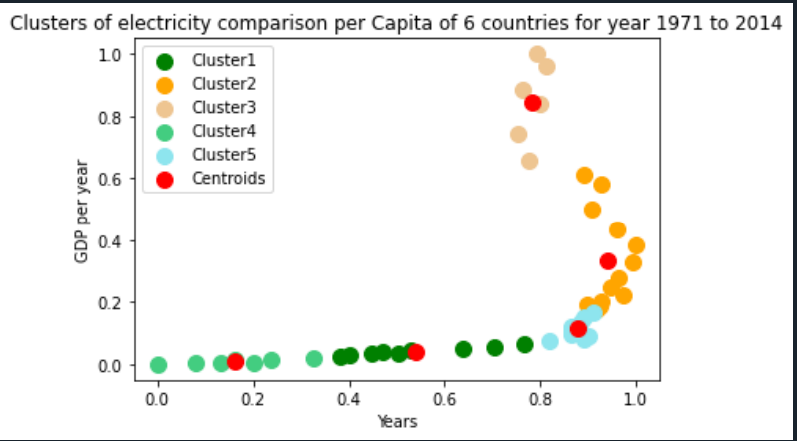 Clusters of electricity comparison per Capita of 6 countries for year 1971 to 2014
Cluster1
Cluster2
Cluster3
Cluster4
Cluster5
Centroids
GDP per year
1.0
0.8
0.6
0.4
0.2
0.0
0.0 0.2 0.4 0.6 0.8 1.0
Years